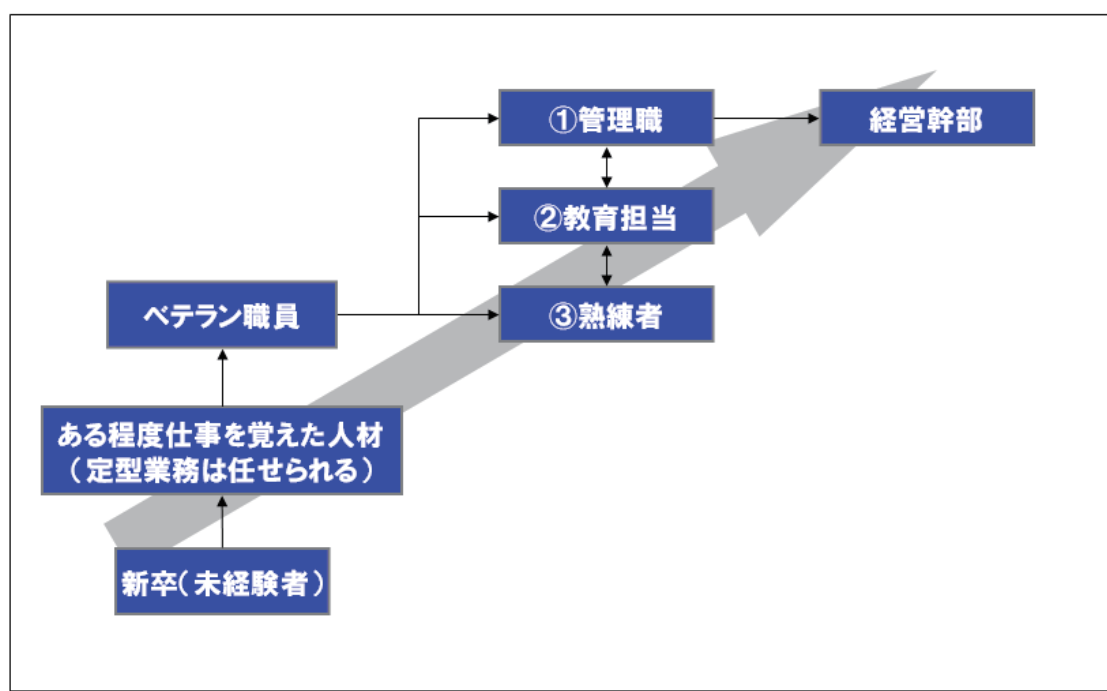 ①管理職
経営幹部
②教育担当
ベテラン職員
③熟練者
ある程度仕事を覚えた人材
（定型業務は任せられる）
新卒（未経験者）